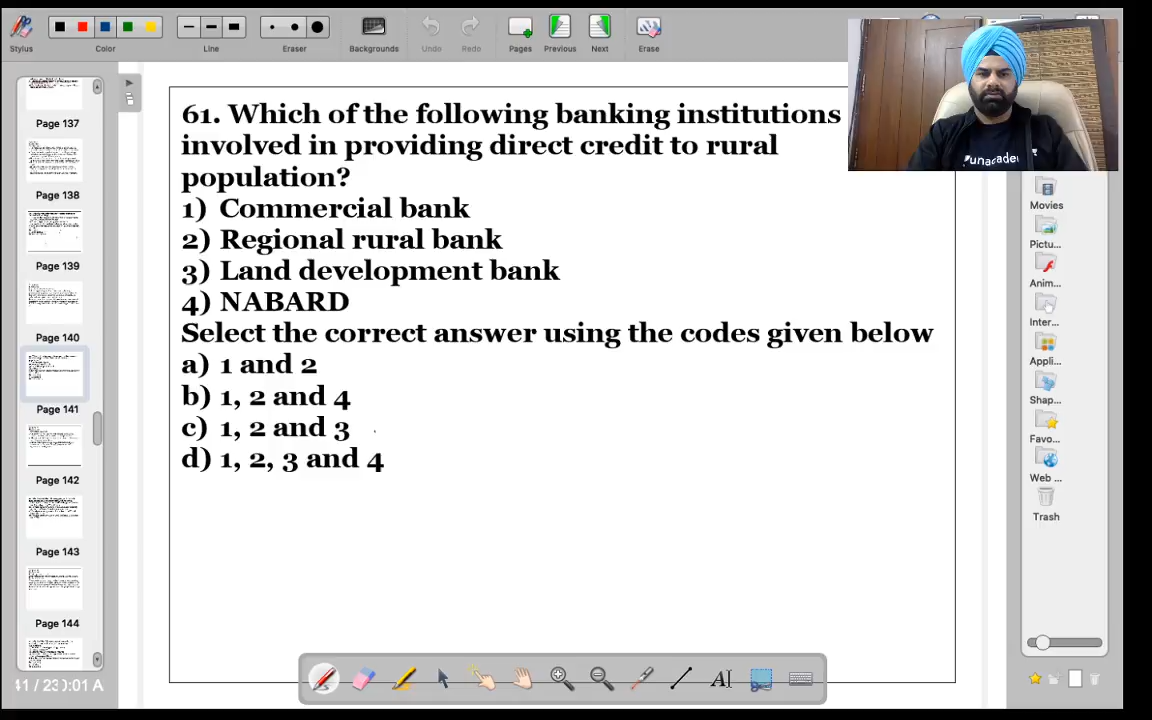 Stylus
Color
Line
Eraser
Backgrounds
Undo
Redo
Pages
Previous
Next
Erase
Page 137
Page 138
Page 139
Page 140
Page 141
Page 142
Page 143
Page 144
61. Which of the following banking institutions
involved in providing direct credit to rural
population?
1) Commercial bank
2) Regional rural bank
3) Land development bank
4) NABARD
Select the correct answer using the codes given below
a) 1 and 2
b) 1, 2 and 4
c) 1, 2 and 3
d) 1, 2, 3 and 4
unacade
Movies
Pictu...
Anim...
Inter...
Appli...
Shap...
Favo...
Web ...
Trash